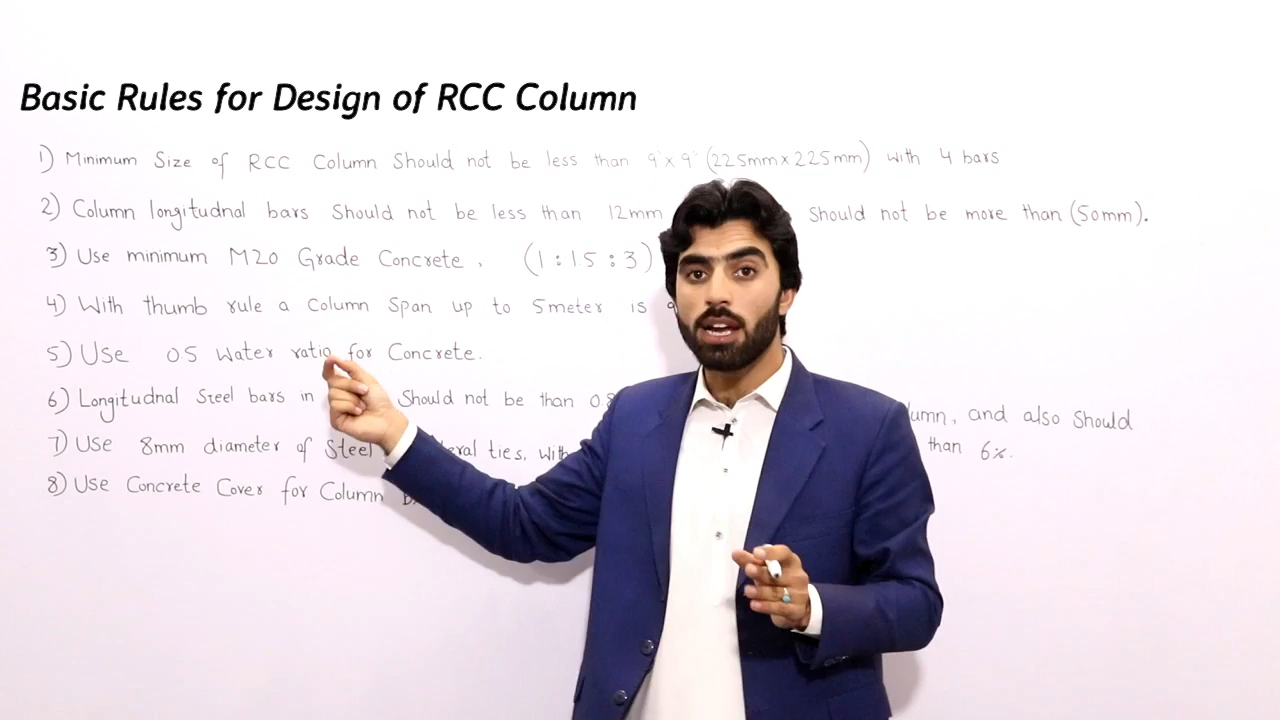 Basic Rules for Design of RCC Column
1) Minimum Size of RCC Column Should not be less than 9"x 9" (225mm x 225mm) with 4 bars
2) Column longitudnal bars Should not be less than 12mm Should not be more than (50mm).
3) Use minimum M20 Grade Concrete. (1 : 1.5 : 3)
4) With thumb rule a Column Span up to 5meter is
5) Use 0.5 Water ratio for Concrete.
6) Longitudnal Steel bars in Should not be than 0.8 and also Should
7) Use 8mm diameter of Steel ties, with than 6%.
8) Use Concrete Cover for Column